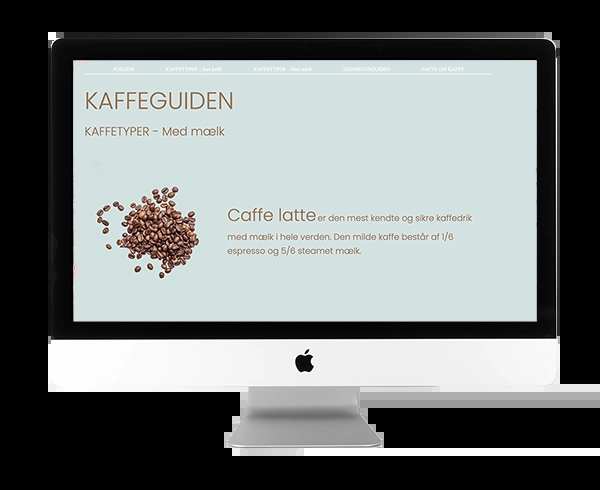 FORSIDE KAFFETYPER - Sort kaffe KAFFETYPER - Med mælk GENBRUGSGUIDEN FACTS OM KAFFE
KAFFEGUIDEN
KAFFETYPER - Med mælk
Caffe latte er den mest kendte og sikre kaffedrik
med mælk i hele verden. Den milde kaffe består af 1/6
espresso og 5/6 steamet mælk.